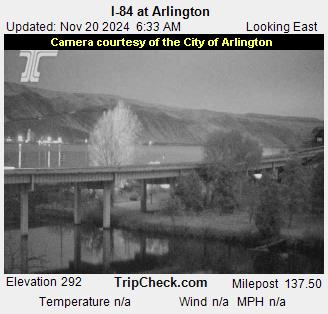 I-84 at Arlington
Updated: Nov 20 2024 6:33 AM Looking East
Camera courtesy of the City of Arlington
Elevation 292 TripCheck.com Milepost 137.50
Temperature n/a Wind n/a MPH n/a